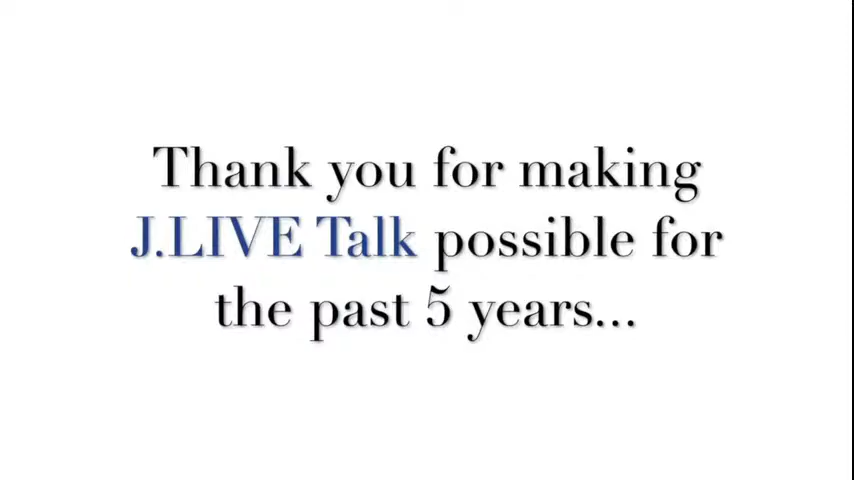 Thank you for making
J.LIVE Talk possible for
the past 5 years...